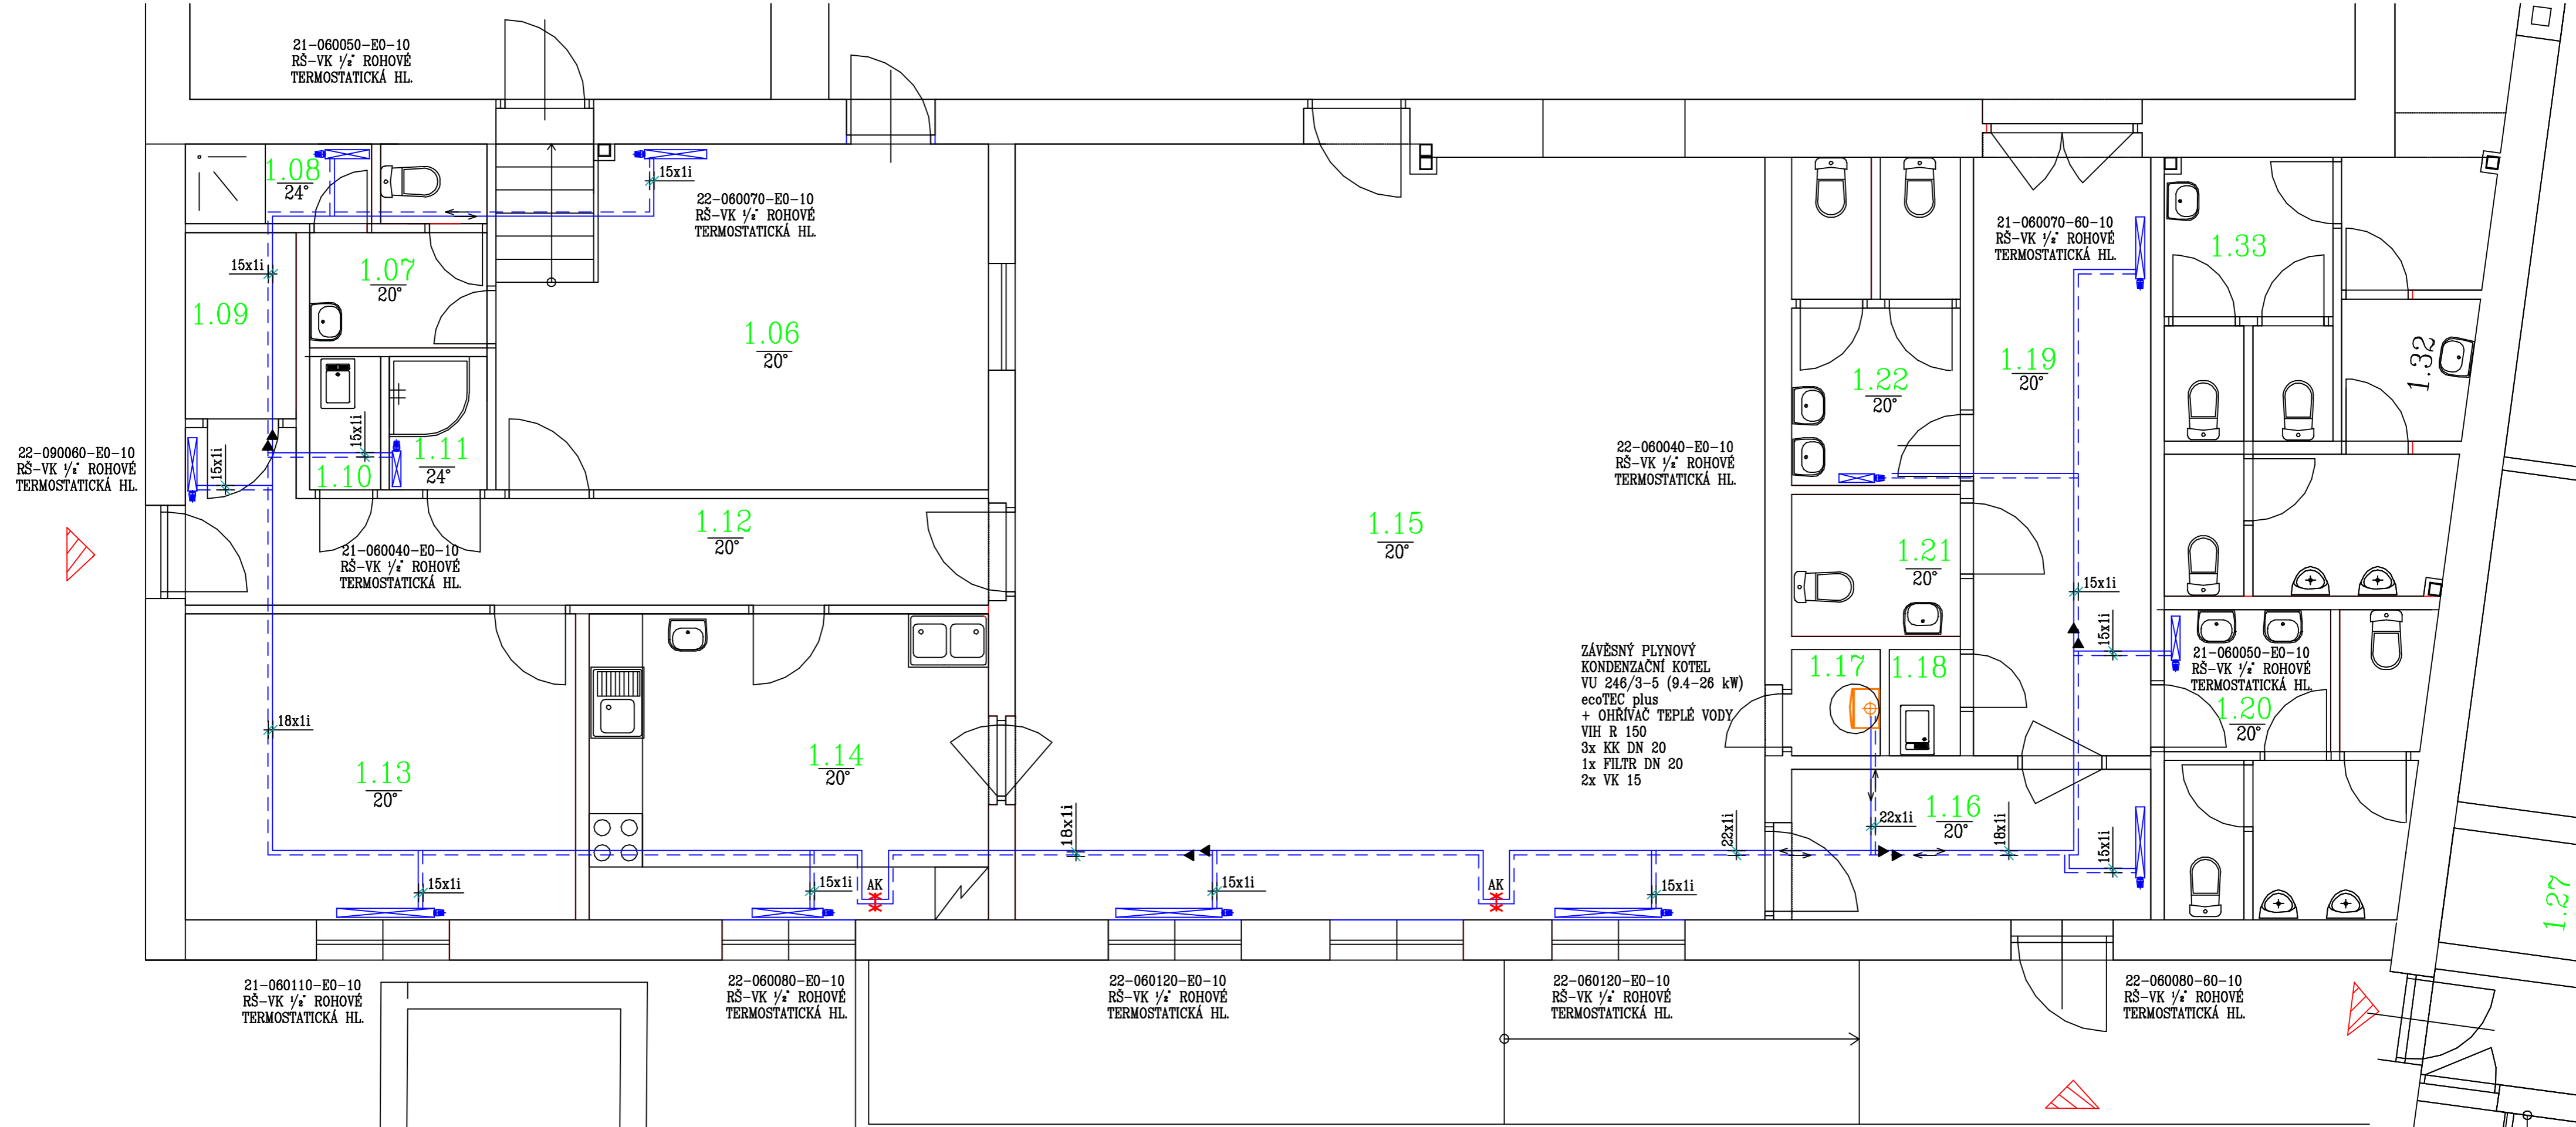 21-060050-E0-10
RŠ-VK 1/2" ROHOVÉ
TERMOSTATICKÁ HL.
1.08
24°
15x1i
22-060070-E0-10
RŠ-VK 1/2" ROHOVÉ
TERMOSTATICKÁ HL.
21-060070-60-10
RŠ-VK 1/2" ROHOVÉ
TERMOSTATICKÁ HL.
1.33
15x1i
1.07
20°
1.09
1.06
20°
1.19
20°
1.32
1.22
20°
22-090060-E0-10
RŠ-VK 1/2" ROHOVÉ
TERMOSTATICKÁ HL.
15x1i
15x1i
1.10
1.11
24°
22-060040-E0-10
RŠ-VK 1/2" ROHOVÉ
TERMOSTATICKÁ HL.
1.12
20°
1.15
20°
21-060040-E0-10
RŠ-VK 1/2" ROHOVÉ
TERMOSTATICKÁ HL.
1.21
20°
15x1i
15x1i
ZÁVĚSNÝ PLYNOVÝ
KONDENZAČNÍ KOTEL
VU 246/3-5 (9.4-26 kW)
ecoTEC plus
+ OHŘÍVAČ TEPLÉ VODY
VIH R 150
3x KK DN 20
1x FILTR DN 20
2x VK 15
1.17
1.18
21-060050-E0-10
RŠ-VK 1/2" ROHOVÉ
TERMOSTATICKÁ HL.
1.20
20°
18x1i
1.13
20°
1.14
20°
18x1i
22x1i
22x1i
1.16
20°
18x1i
15x1i
15x1i
15x1i
AK
15x1i
AK
15x1i
1.27
21-060110-E0-10
RŠ-VK 1/2" ROHOVÉ
TERMOSTATICKÁ HL.
22-060080-E0-10
RŠ-VK 1/2" ROHOVÉ
TERMOSTATICKÁ HL.
22-060120-E0-10
RŠ-VK 1/2" ROHOVÉ
TERMOSTATICKÁ HL.
22-060120-E0-10
RŠ-VK 1/2" ROHOVÉ
TERMOSTATICKÁ HL.
22-060080-60-10
RŠ-VK 1/2" ROHOVÉ
TERMOSTATICKÁ HL.